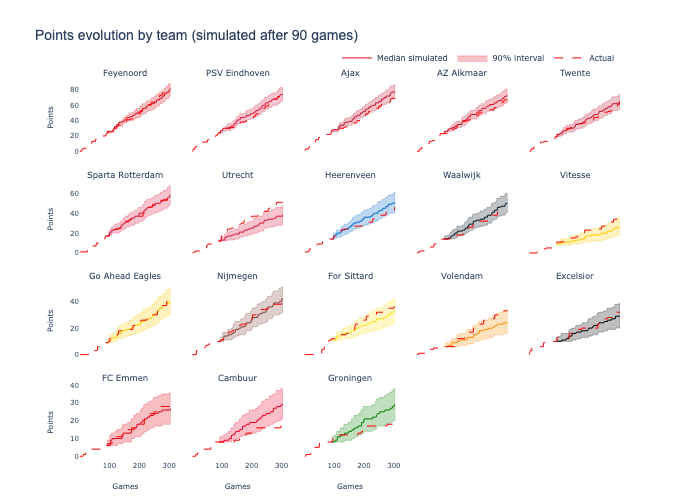 Points evolution by team (simulated after 90 games)
Median simulated 90% interval Actual
Feyenoord PSV Eindhoven Ajax AZ Alkmaar Twente
80
60
40
20
0
Points
Sparta Rotterdam Utrecht Heerenveen Waalwijk Vitesse
60
40
20
0
Points
Go Ahead Eagles Nijmegen For Sittard Volendam Excelsior
40
20
0
Points
FC Emmen Cambuur Groningen
40
30
20
10
0
Points
100 200 300 100 200 300 100 200 300
Games Games Games